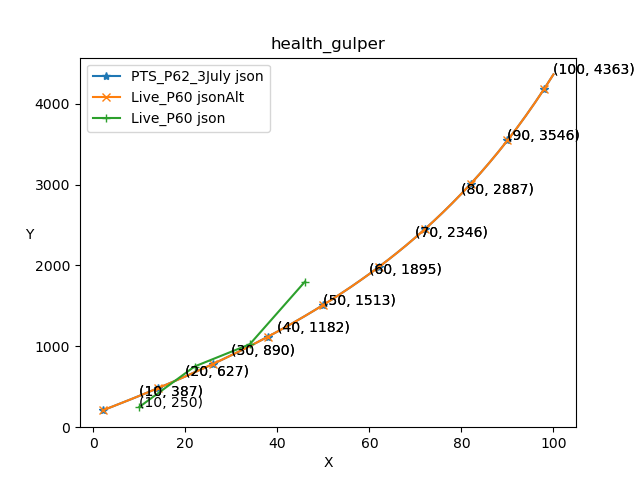 health_gulper
PTS_P62_3July json
Live_P60 jsonAlt
Live_P60 json
(100, 4363)
(90, 3546)
(80, 2887)
(70, 2346)
(60, 1895)
(50, 1513)
(40, 1182)
(30, 890)
(20, 627)
(10, 387)
(10, 250)
4000
3000
2000
1000
0
Y
0 20 40 60 80 100
X